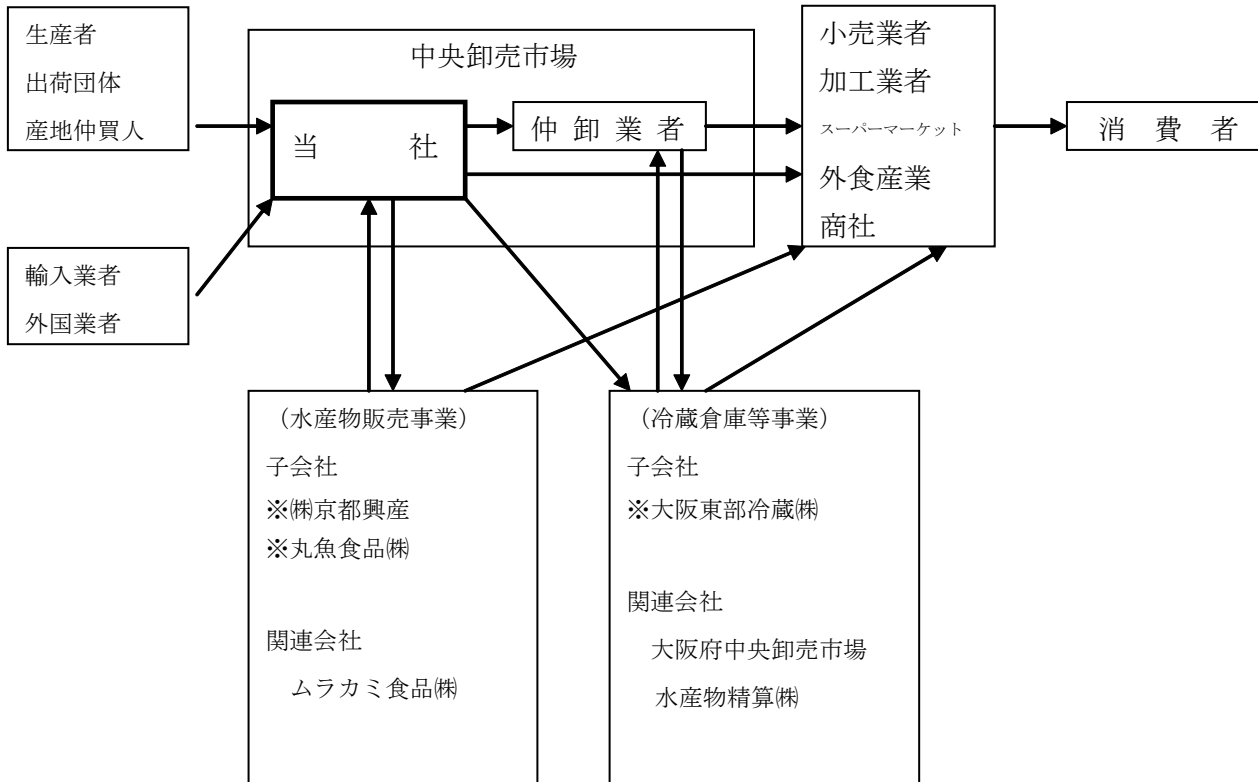 生産者
出荷団体
産地仲買人
輸入業者
外国業者
中央卸売市場
当社
仲卸業者
小売業者
加工業者
スーパーマーケット
外食産業
商社
消費者
（水産物販売事業）
子会社
※㈱京都興産
※丸魚食品㈱
関連会社
ムラカミ食品㈱
（冷蔵倉庫等事業）
子会社
※大阪東部冷蔵㈱
関連会社
大阪府中央卸売市場
水産物精算㈱